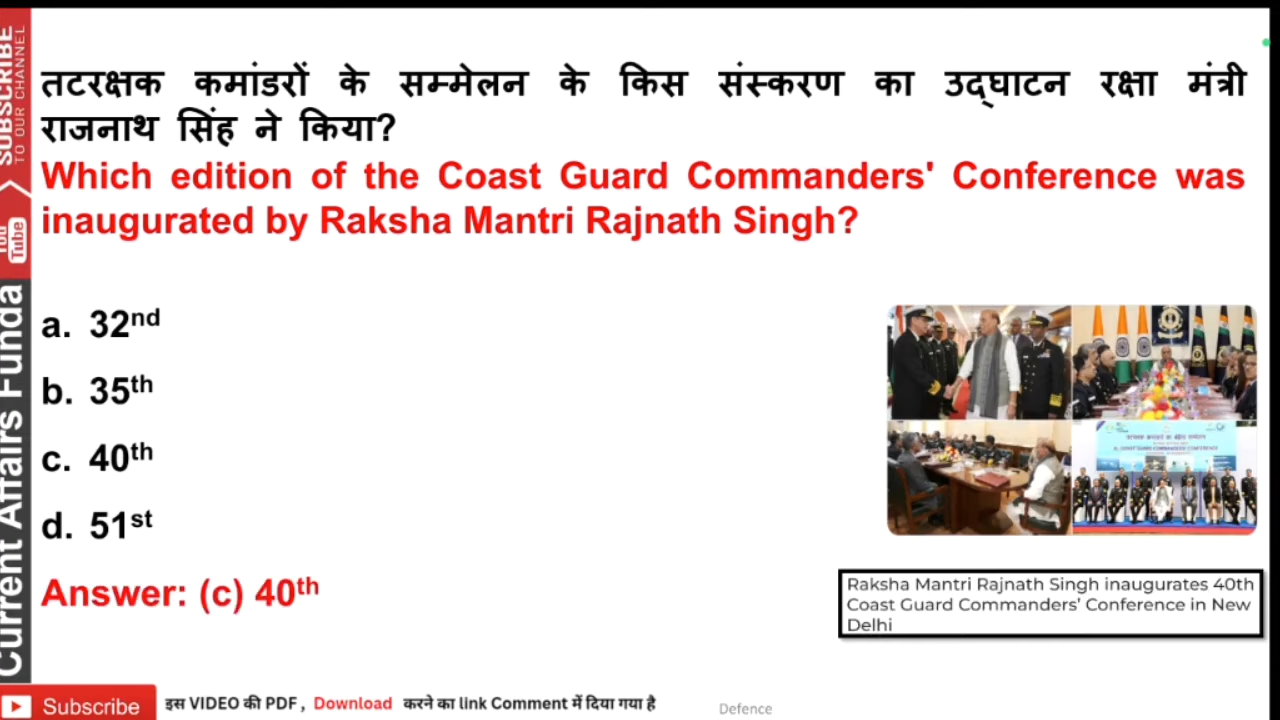 तटरक्षक कमांडरों के सम्मेलन के किस संस्करण का उद्घाटन रक्षा मंत्री
राजनाथ सिंह ने किया?
Which edition of the Coast Guard Commanders' Conference was
inaugurated by Raksha Mantri Rajnath Singh?
a. 32nd
b. 35th
c. 40th
d. 51st
Answer: (c) 40th
Raksha Mantri Rajnath Singh inaugurates 40th
Coast Guard Commanders' Conference in New
Delhi
SUBSCRIBE
TO OUR CHANNEL
You
Tube
Current Affairs Funda
Subscribe
इस VIDEO की PDF , Download करने का link Comment में दिया गया है
Defence